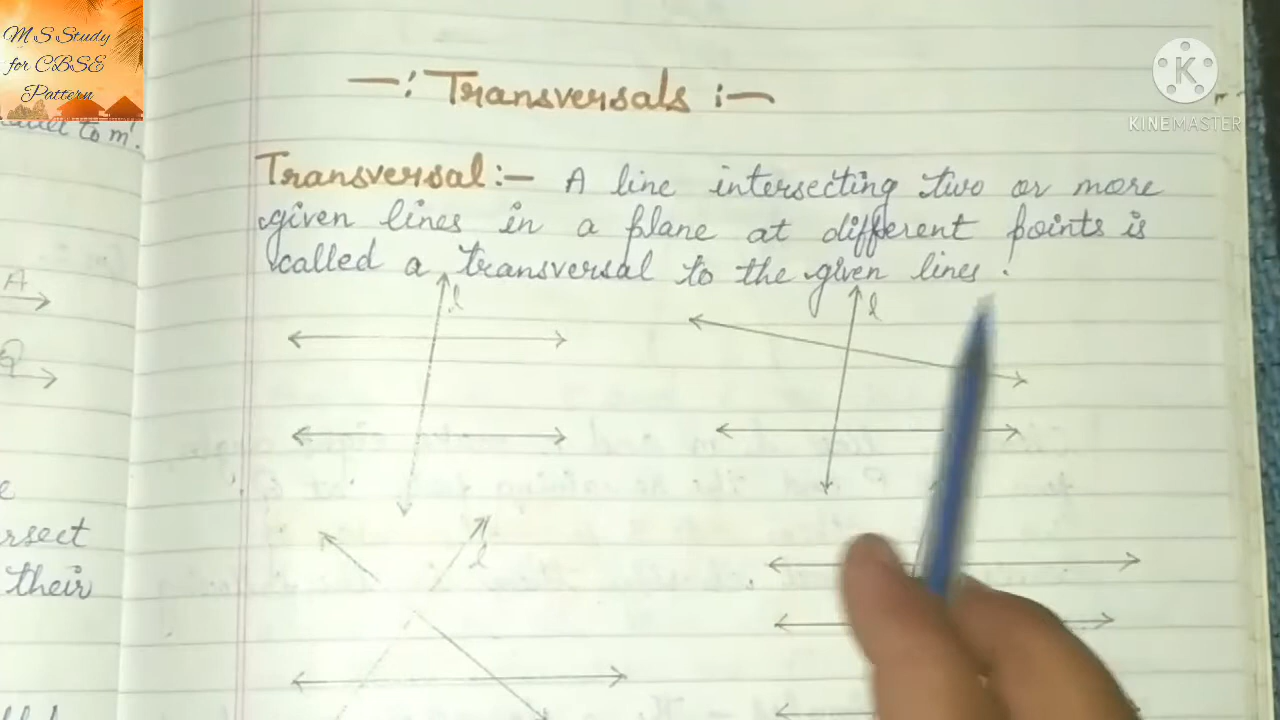 M S Study
for CBSE
Pattern
KINEMASTER
to m'.
—: Transversals :—
Transversal:— A line intersecting two or more
given lines in a plane at different points is
called a transversal to the given lines.
l
l
l
A
Q
e
rsect
their